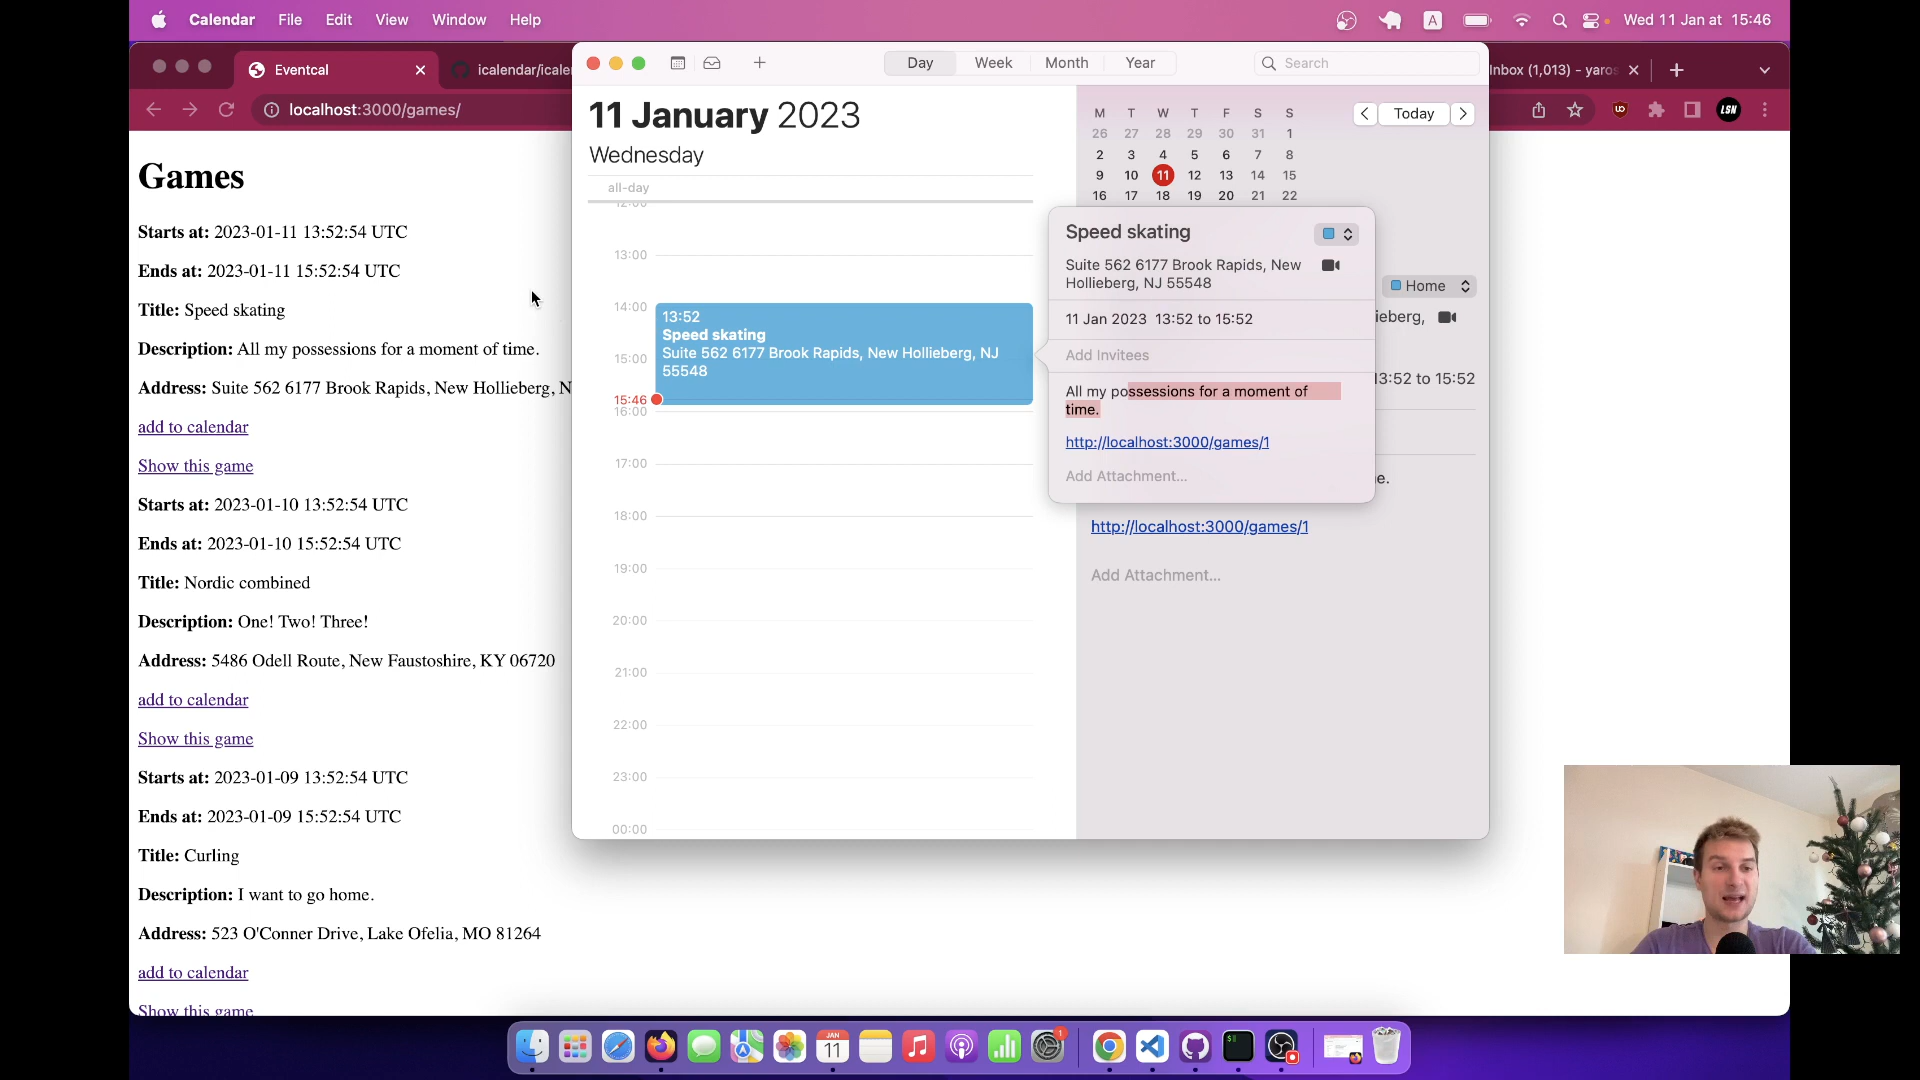 Calendar File Edit View Window Help
A
Wed 11 Jan at 15:46
Eventcal
icalendar/icale
Inbox (1,013) - yaros
localhost:3000/games/
LSN
Games
Starts at: 2023-01-11 13:52:54 UTC
Ends at: 2023-01-11 15:52:54 UTC
Title: Speed skating
Description: All my possessions for a moment of time.
Address: Suite 562 6177 Brook Rapids, New Hollieberg, N
add to calendar
Show this game
Starts at: 2023-01-10 13:52:54 UTC
Ends at: 2023-01-10 15:52:54 UTC
Title: Nordic combined
Description: One! Two! Three!
Address: 5486 Odell Route, New Faustoshire, KY 06720
add to calendar
Show this game
Starts at: 2023-01-09 13:52:54 UTC
Ends at: 2023-01-09 15:52:54 UTC
Title: Curling
Description: I want to go home.
Address: 523 O'Conner Drive, Lake Ofelia, MO 81264
add to calendar
Show this game
Day Week Month Year
Search
11 January 2023
Wednesday
all-day
12:00
13:00
14:00
15:00
15:46
16:00
17:00
18:00
19:00
20:00
21:00
22:00
23:00
00:00
13:52
Speed skating
Suite 562 6177 Brook Rapids, New Hollieberg, NJ
55548
M T W T F S S
26 27 28 29 30 31 1
2 3 4 5 6 7 8
9 10 11 12 13 14 15
16 17 18 19 20 21 22
Today
Speed skating
Suite 562 6177 Brook Rapids, New
Hollieberg, NJ 55548
11 Jan 2023 13:52 to 15:52
Add Invitees
All my possessions for a moment of
time.
http://localhost:3000/games/1
Add Attachment...
Home
ieberg,
13:52 to 15:52
e.
http://localhost:3000/games/1
Add Attachment...
JAN
11
1